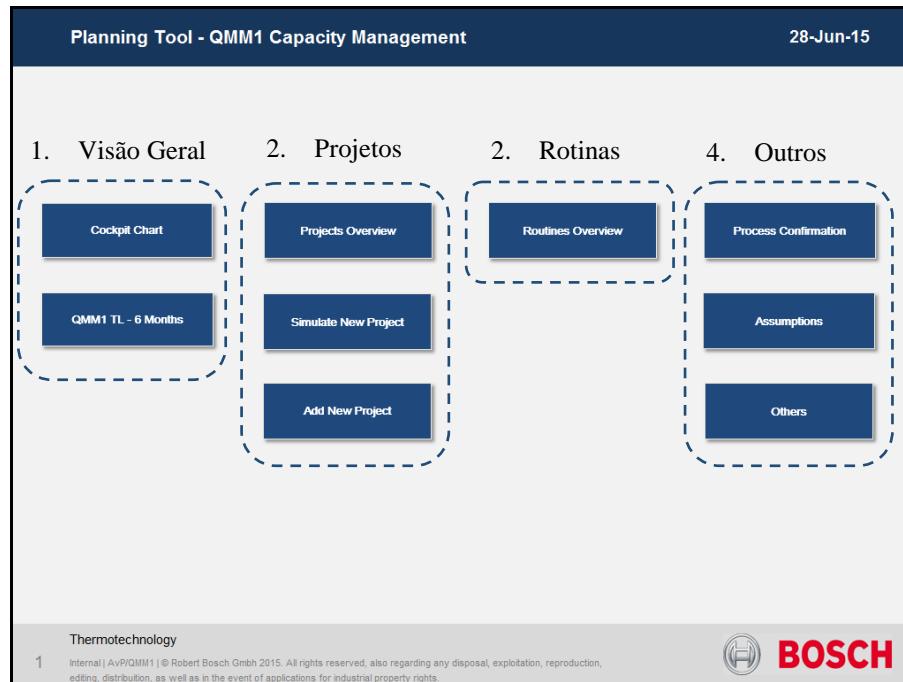 Planning Tool - QMM1 Capacity Management
28-Jun-15
1. Visão Geral
2. Projetos
2. Rotinas
4. Outros
Cockpit Chart
Projects Overview
Routines Overview
Process Confirmation
QMM1 TL - 6 Months
Simulate New Project
Assumptions
Add New Project
Others
Thermotechnology
1
Internal | AvP/QMM1 | © Robert Bosch Gmbh 2015. All rights reserved, also regarding any disposal, exploitation, reproduction,
editing, distribution, as well as in the event of applications for industrial property rights.
BOSCH